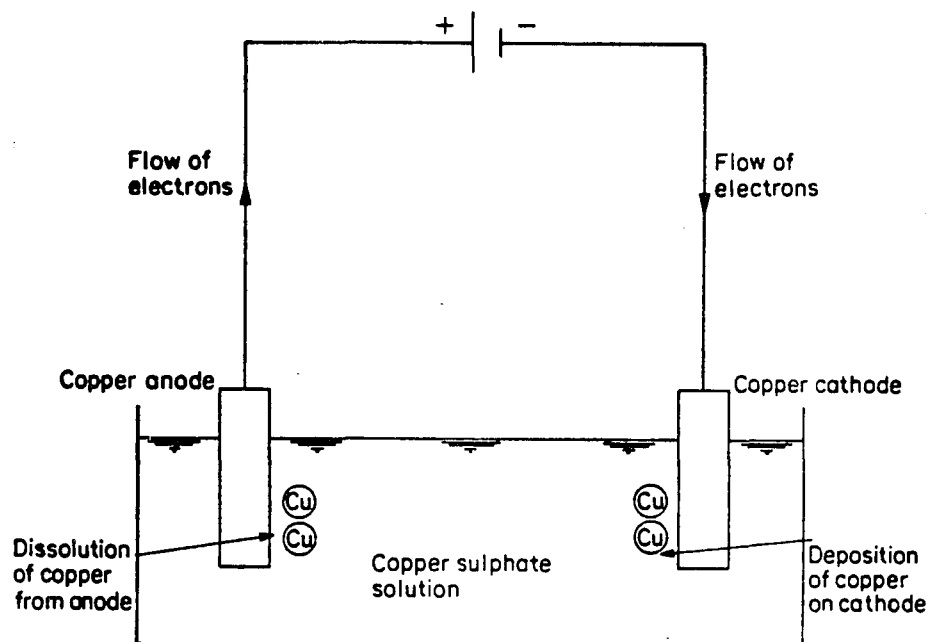 + −
Flow of
electrons
Flow of
electrons
Copper anode
Copper cathode
Cu
Cu
Cu
Cu
Dissolution
of copper
from anode
Copper sulphate
solution
Deposition
of copper
on cathode